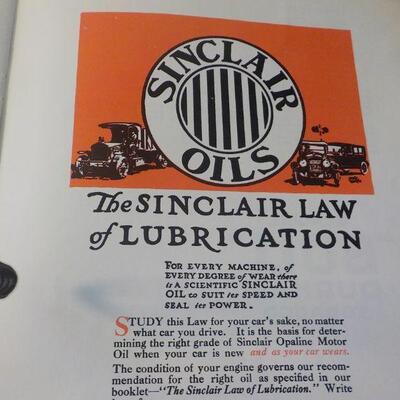 SINCLAIR
OILS
The SINCLAIR LAW
of LUBRICATION
FOR EVERY MACHINE, of
EVERY DEGREE of WEAR there
is A SCIENTIFIC SINCLAIR
OIL to SUIT its SPEED AND
SEAL its POWER.
STUDY this Law for your car's sake, no matter
what car you drive. It is the basis for deter-
mining the right grade of Sinclair Opaline Motor
Oil when your car is new and as your car wears.
The condition of your engine governs our recom-
mendation for the right oil as specified in our
booklet—"The Sinclair Law of Lubrication." Write